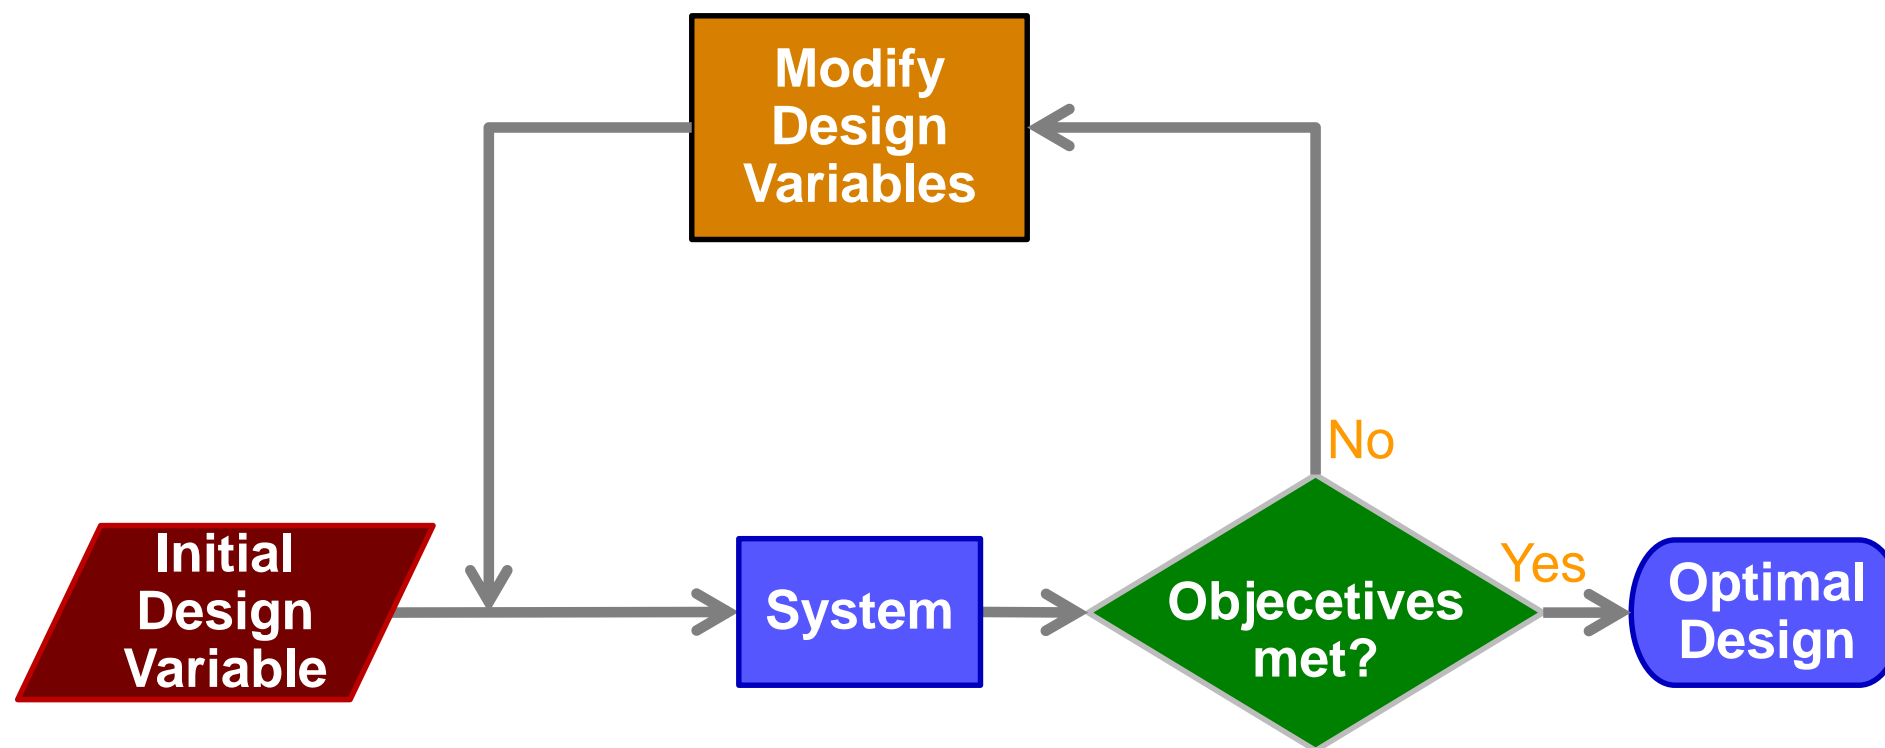 Modify
Design
Variables
No
Initial
Design
Variable
System
Objecetives
met?
Yes
Optimal
Design